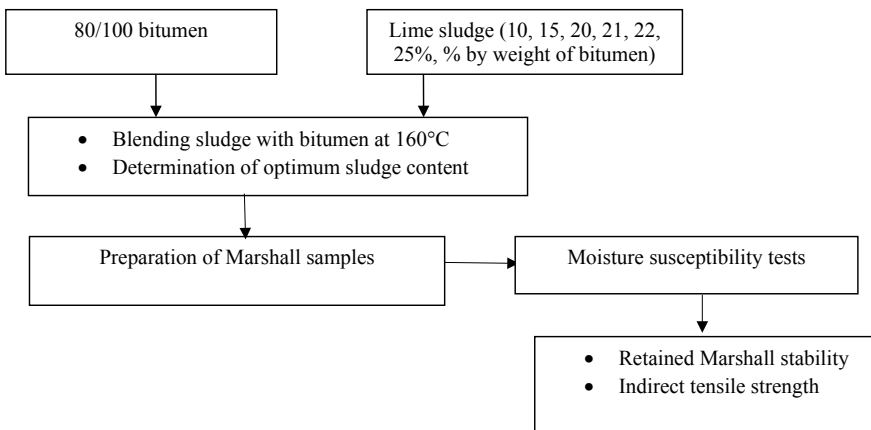 80/100 bitumen
Lime sludge (10, 15, 20, 21, 22,
25%, % by weight of bitumen)
• Blending sludge with bitumen at 160°C
• Determination of optimum sludge content
Preparation of Marshall samples
Moisture susceptibility tests
• Retained Marshall stability
• Indirect tensile strength